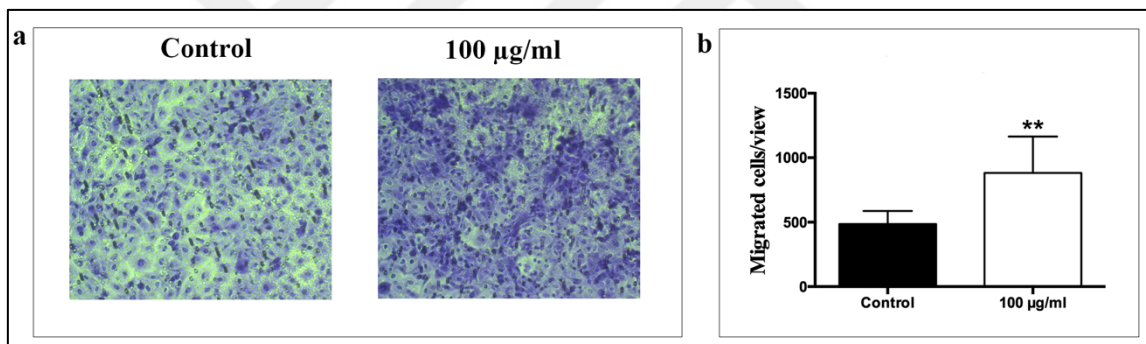 a
Control
100 µg/ml
b
Migrated cells/view
1500
1000
500
0
**
Control
100 µg/ml